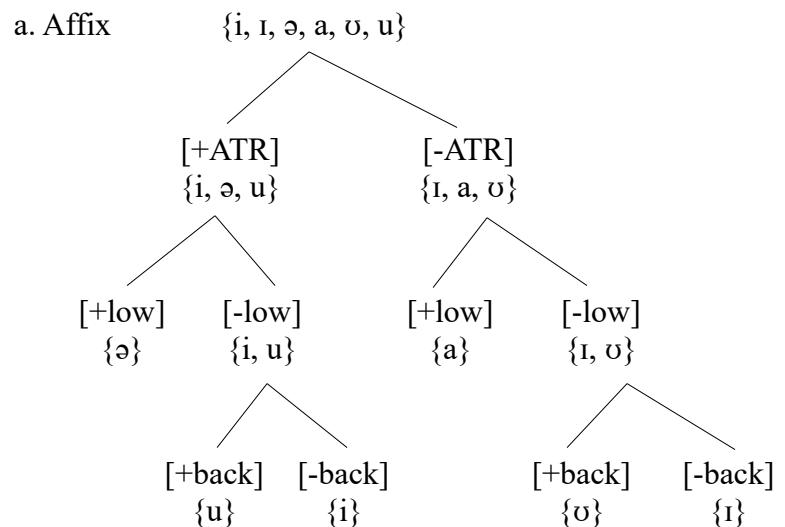 a. Affix {i, ɪ, ə, a, ʊ, u}
[+ATR] [-ATR]
{i, ə, u} {ɪ, a, ʊ}
[+low] [-low] [+low] [-low]
{ə} {i, u} {a} {ɪ, ʊ}
[+back] [-back] [+back] [-back]
{u} {i} {ʊ} {ɪ}